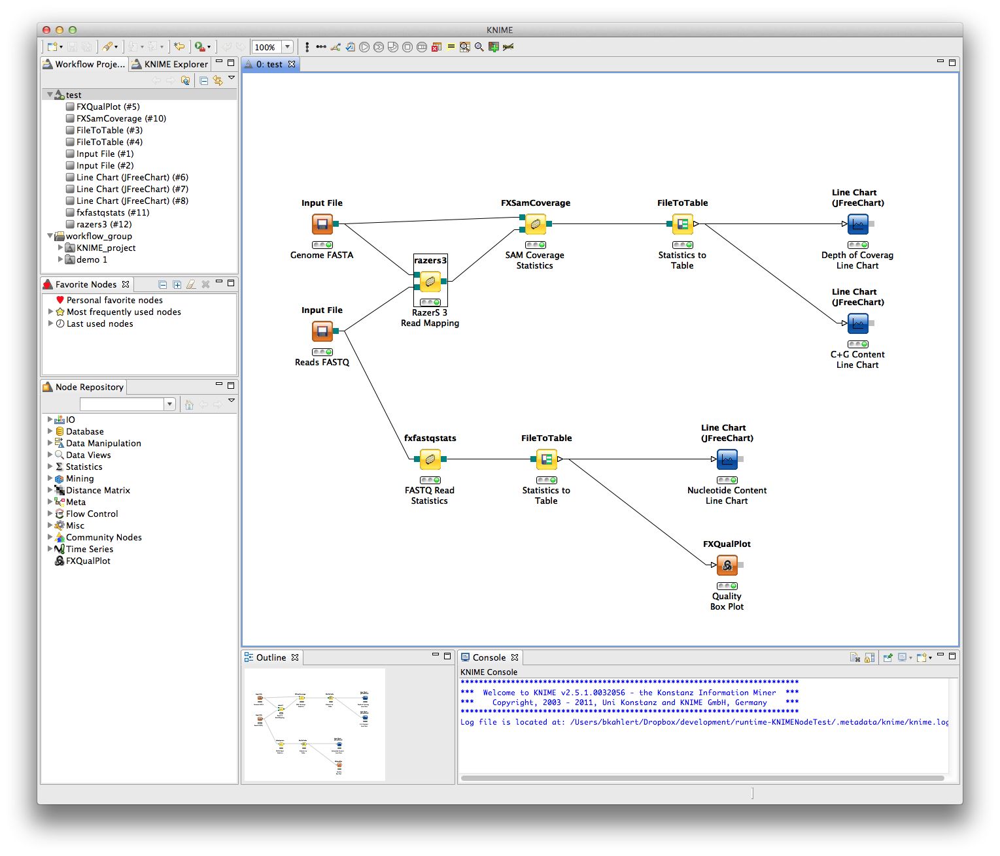 KNIME
100%
Workflow Proje...
KNIME Explorer
test
FXQualPlot (#5)
FXSamCoverage (#10)
FileToTable (#3)
FileToTable (#4)
Input File (#1)
Input File (#2)
Line Chart (JFreeChart) (#6)
Line Chart (JFreeChart) (#7)
Line Chart (JFreeChart) (#8)
fxfastqstats (#11)
razers3 (#12)
workflow_group
KNIME_project
demo 1
Favorite Nodes
Personal favorite nodes
Most frequently used nodes
Last used nodes
Node Repository
IO
Database
Data Manipulation
Data Views
Statistics
Mining
Distance Matrix
Meta
Flow Control
Misc
Community Nodes
Time Series
FXQualPlot
0: test
Input File
Genome FASTA
Input File
Reads FASTQ
razers3
RazerS 3
Read Mapping
FXSamCoverage
SAM Coverage
Statistics
FileToTable
Statistics to
Table
Line Chart
(JFreeChart)
Depth of Coverag
Line Chart
Line Chart
(JFreeChart)
C+G Content
Line Chart
fxfastqstats
FASTQ Read
Statistics
FileToTable
Statistics to
Table
Line Chart
(JFreeChart)
Nucleotide Content
Line Chart
FXQualPlot
Quality
Box Plot
Outline
Console
KNIME Console
*** Welcome to KNIME v2.5.1.0032056 - the Konstanz Information Miner ***
*** Copyright, 2003 - 2011, Uni Konstanz and KNIME GmbH, Germany ***
Log file is located at: /Users/bkahlert/Dropbox/development/runtime-KNIMENodeTest/.metadata/knime/knime.log